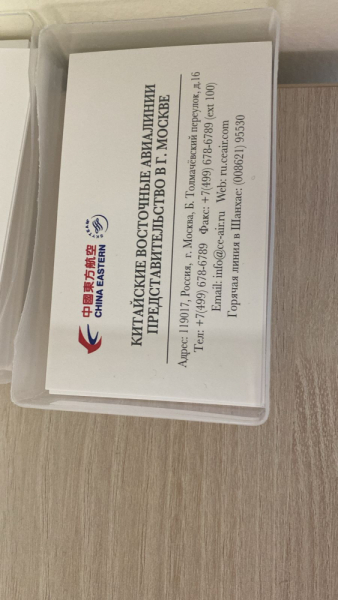 中國東方航空
CHINA EASTERN
КИТАЙСКИЕ ВОСТОЧНЫЕ АВИАЛИНИИ
ПРЕДСТАВИТЕЛЬСТВО В Г. МОСКВЕ
Адрес: 119017, Россия, г. Москва, Б. Толмачёвский переулок, д.16
Тел: +7(499) 678-6789 Факс: +7(499) 678-6789 (ext 100)
Email: info@ce-air.ru Web: ru.ceair.com
Горячая линия в Шанхае: (008621) 95530